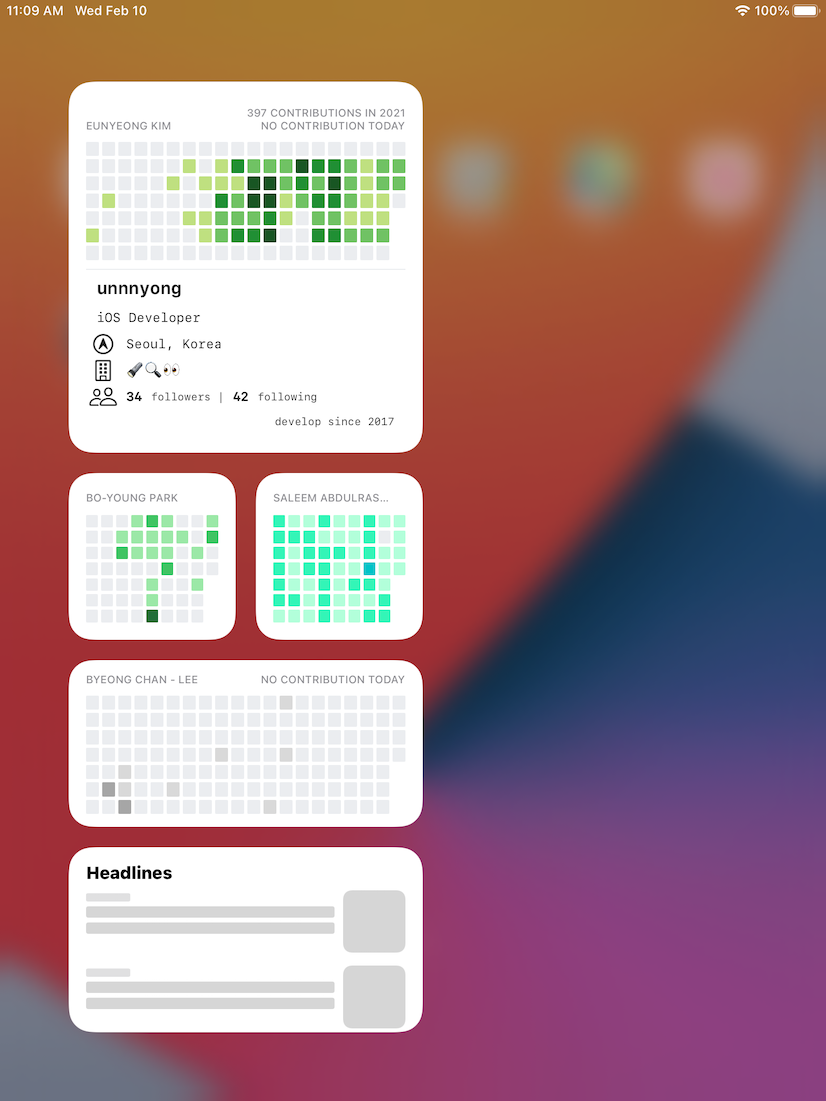 11:09 AM Wed Feb 10
100%
397 CONTRIBUTIONS IN 2021
EUNYEONG KIM
NO CONTRIBUTION TODAY
unnnyong
iOS Developer
Seoul, Korea
34 followers | 42 following
develop since 2017
BO-YOUNG PARK
SALEEM ABDULRAS...
BYEONG CHAN - LEE
NO CONTRIBUTION TODAY
Headlines